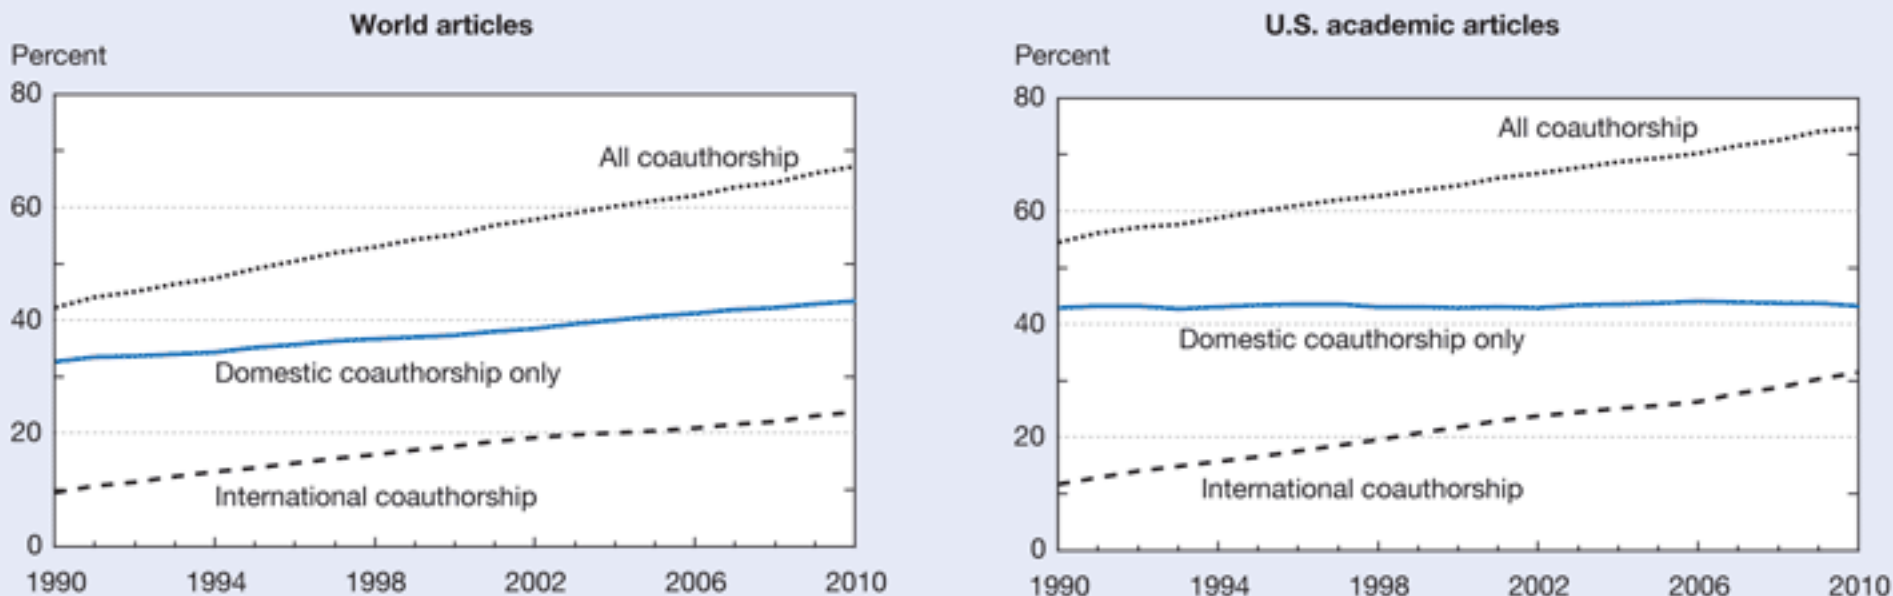 World articles
Percent
80
60
40
20
0
All coauthorship
Domestic coauthorship only
International coauthorship
1990 1994 1998 2002 2006 2010
U.S. academic articles
Percent
80
60
40
20
0
All coauthorship
Domestic coauthorship only
International coauthorship
1990 1994 1998 2002 2006 2010